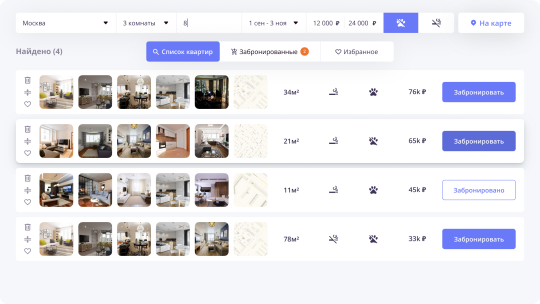 Москва 3 комнаты 8 1 сен - 3 ноя 12 000 ₽ 24 000 ₽ На карте
Найдено (4) Список квартир Забронированные Избранное
34м² 76k ₽ Забронировать
21м² 65k ₽ Забронировать
11м² 45k ₽ Забронировано
78м² 33k ₽ Забронировать